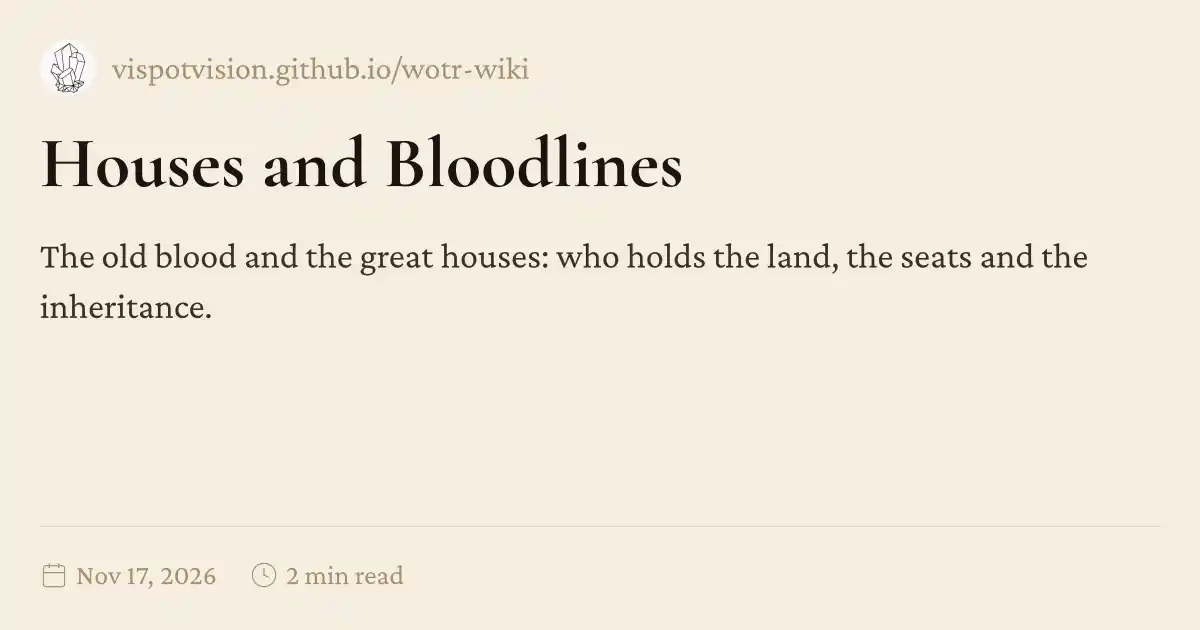 vispotvision.github.io/wotr-wiki
Houses and Bloodlines
The old blood and the great houses: who holds the land, the seats and the
inheritance.
Nov 17, 2026
2 min read